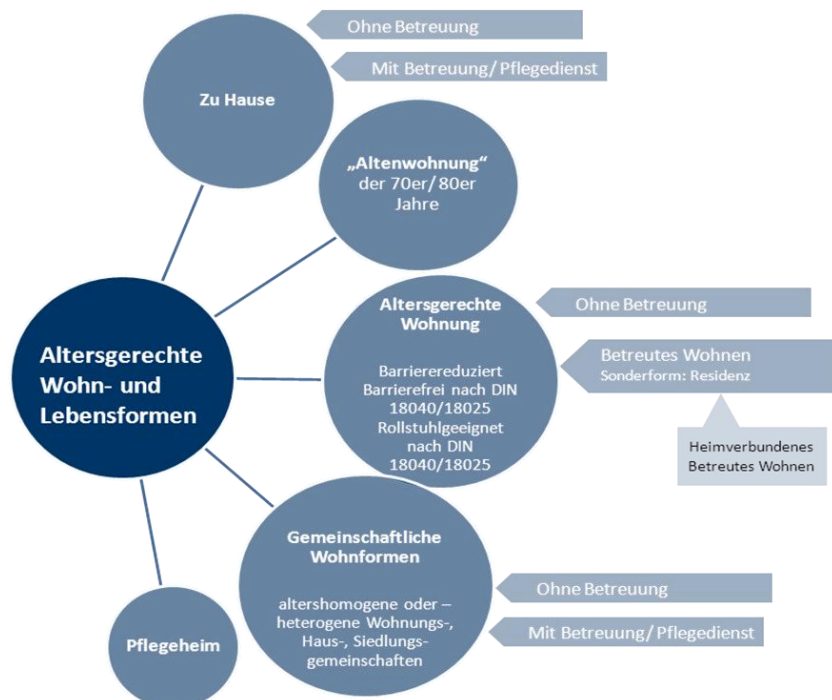 Ohne Betreuung
Mit Betreuung/Pflegedienst
Zu Hause
„Altenwohnung“
der 70er/80er
Jahre
Altersgerechte
Wohn- und
Lebensformen
Altersgerechte
Wohnung
Barrierereduziert
Barrierefrei nach DIN
18040/18025
Rollstuhlgeeignet
nach DIN
18040/18025
Ohne Betreuung
Betreutes Wohnen
Sonderform: Residenz
Heimverbundenes
Betreutes Wohnen
Gemeinschaftliche
Wohnformen
altershomogene oder –
heterogene Wohnungs-,
Haus-, Siedlungs-
gemeinschaften
Ohne Betreuung
Mit Betreuung/Pflegedienst
Pflegeheim